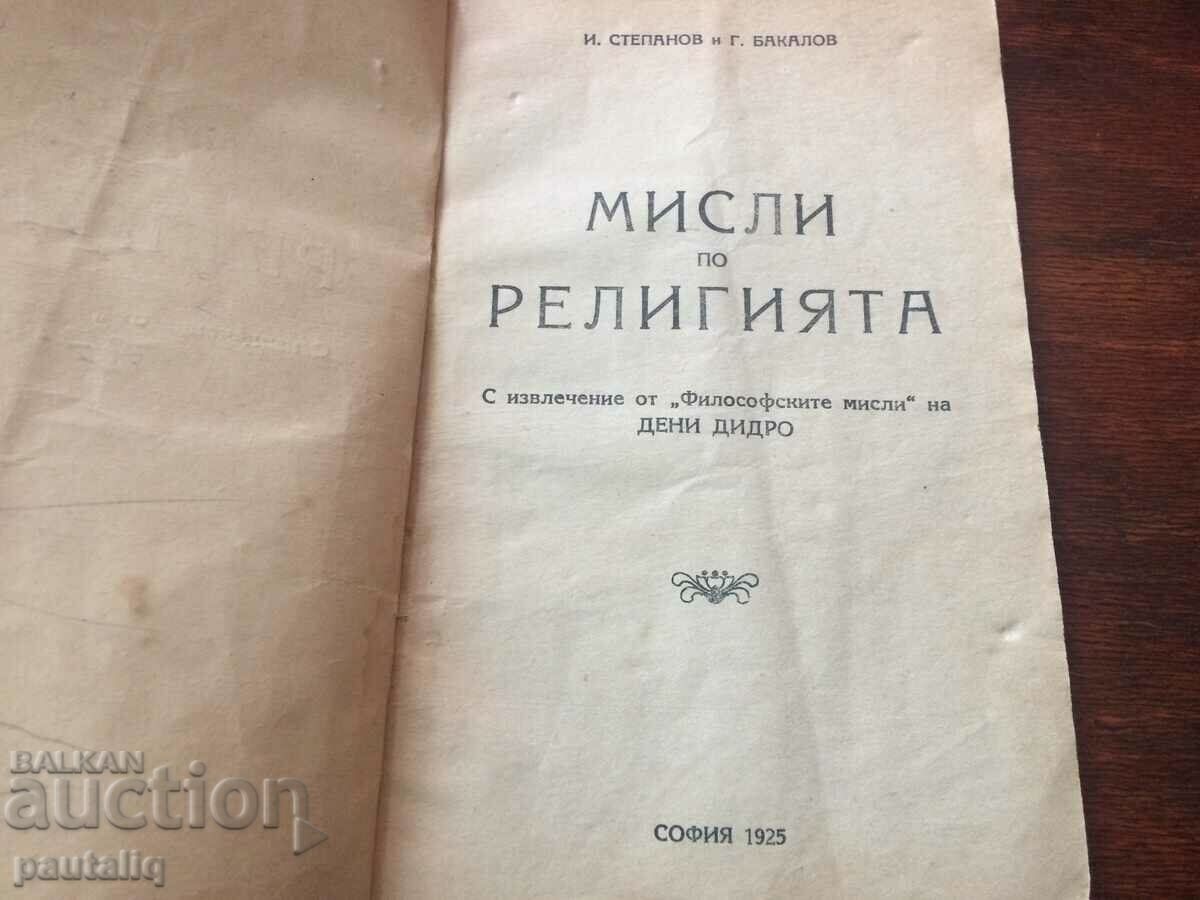 И. СТЕПАНОВ и Г. БАКАЛОВ
МИСЛИ
ПО
РЕЛИГИЯТА
С извлечение от „Философските мисли“ на
ДЕНИ ДИДРО
СОФИЯ 1925
BALKAN
auction
pautaliq